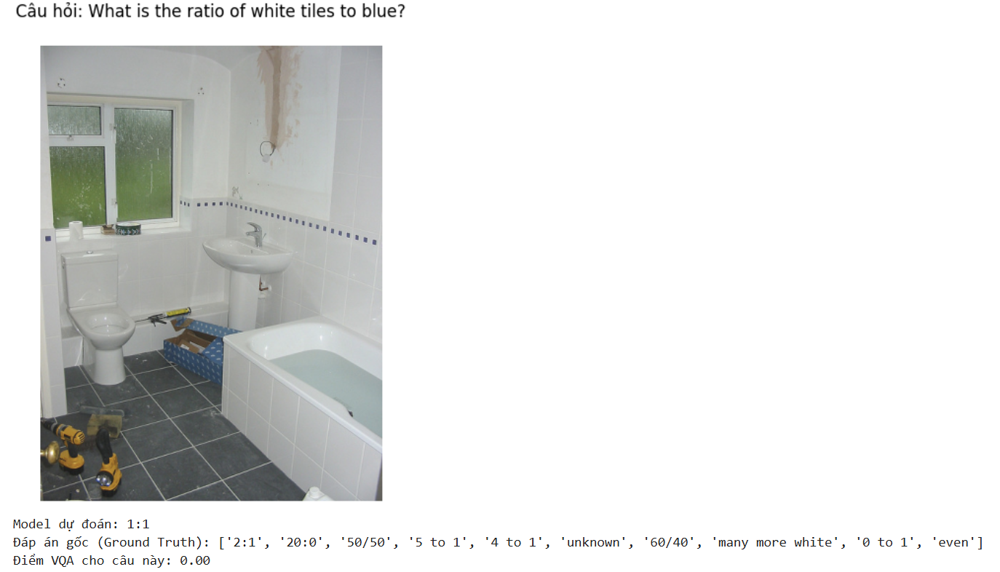 Câu hỏi: What is the ratio of white tiles to blue?
Model dự đoán: 1:1
Đáp án gốc (Ground Truth): ['2:1', '20:0', '50/50', '5 to 1', '4 to 1', 'unknown', '60/40', 'many more white', '0 to 1', 'even']
Điểm VQA cho câu này: 0.00